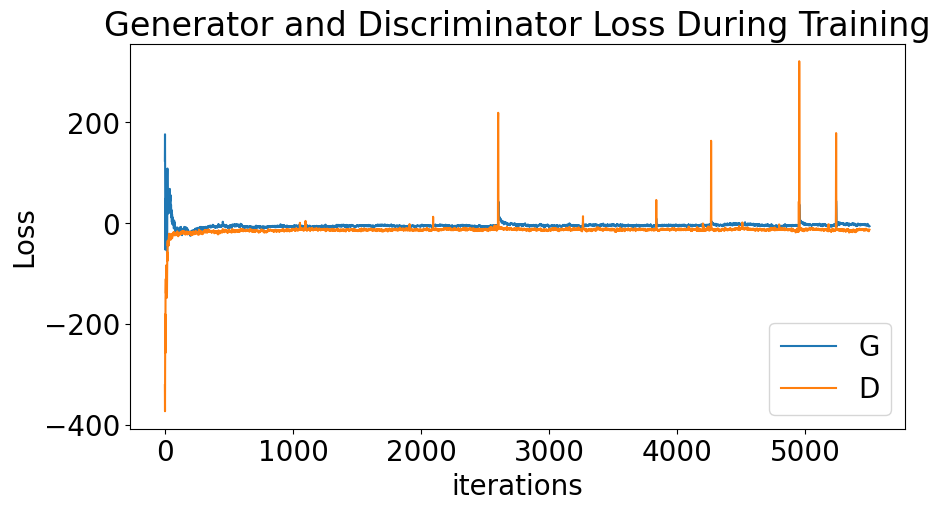 Generator and Discriminator Loss During Training
200
0
−200
−400
Loss
0 1000 2000 3000 4000 5000
iterations
G
D